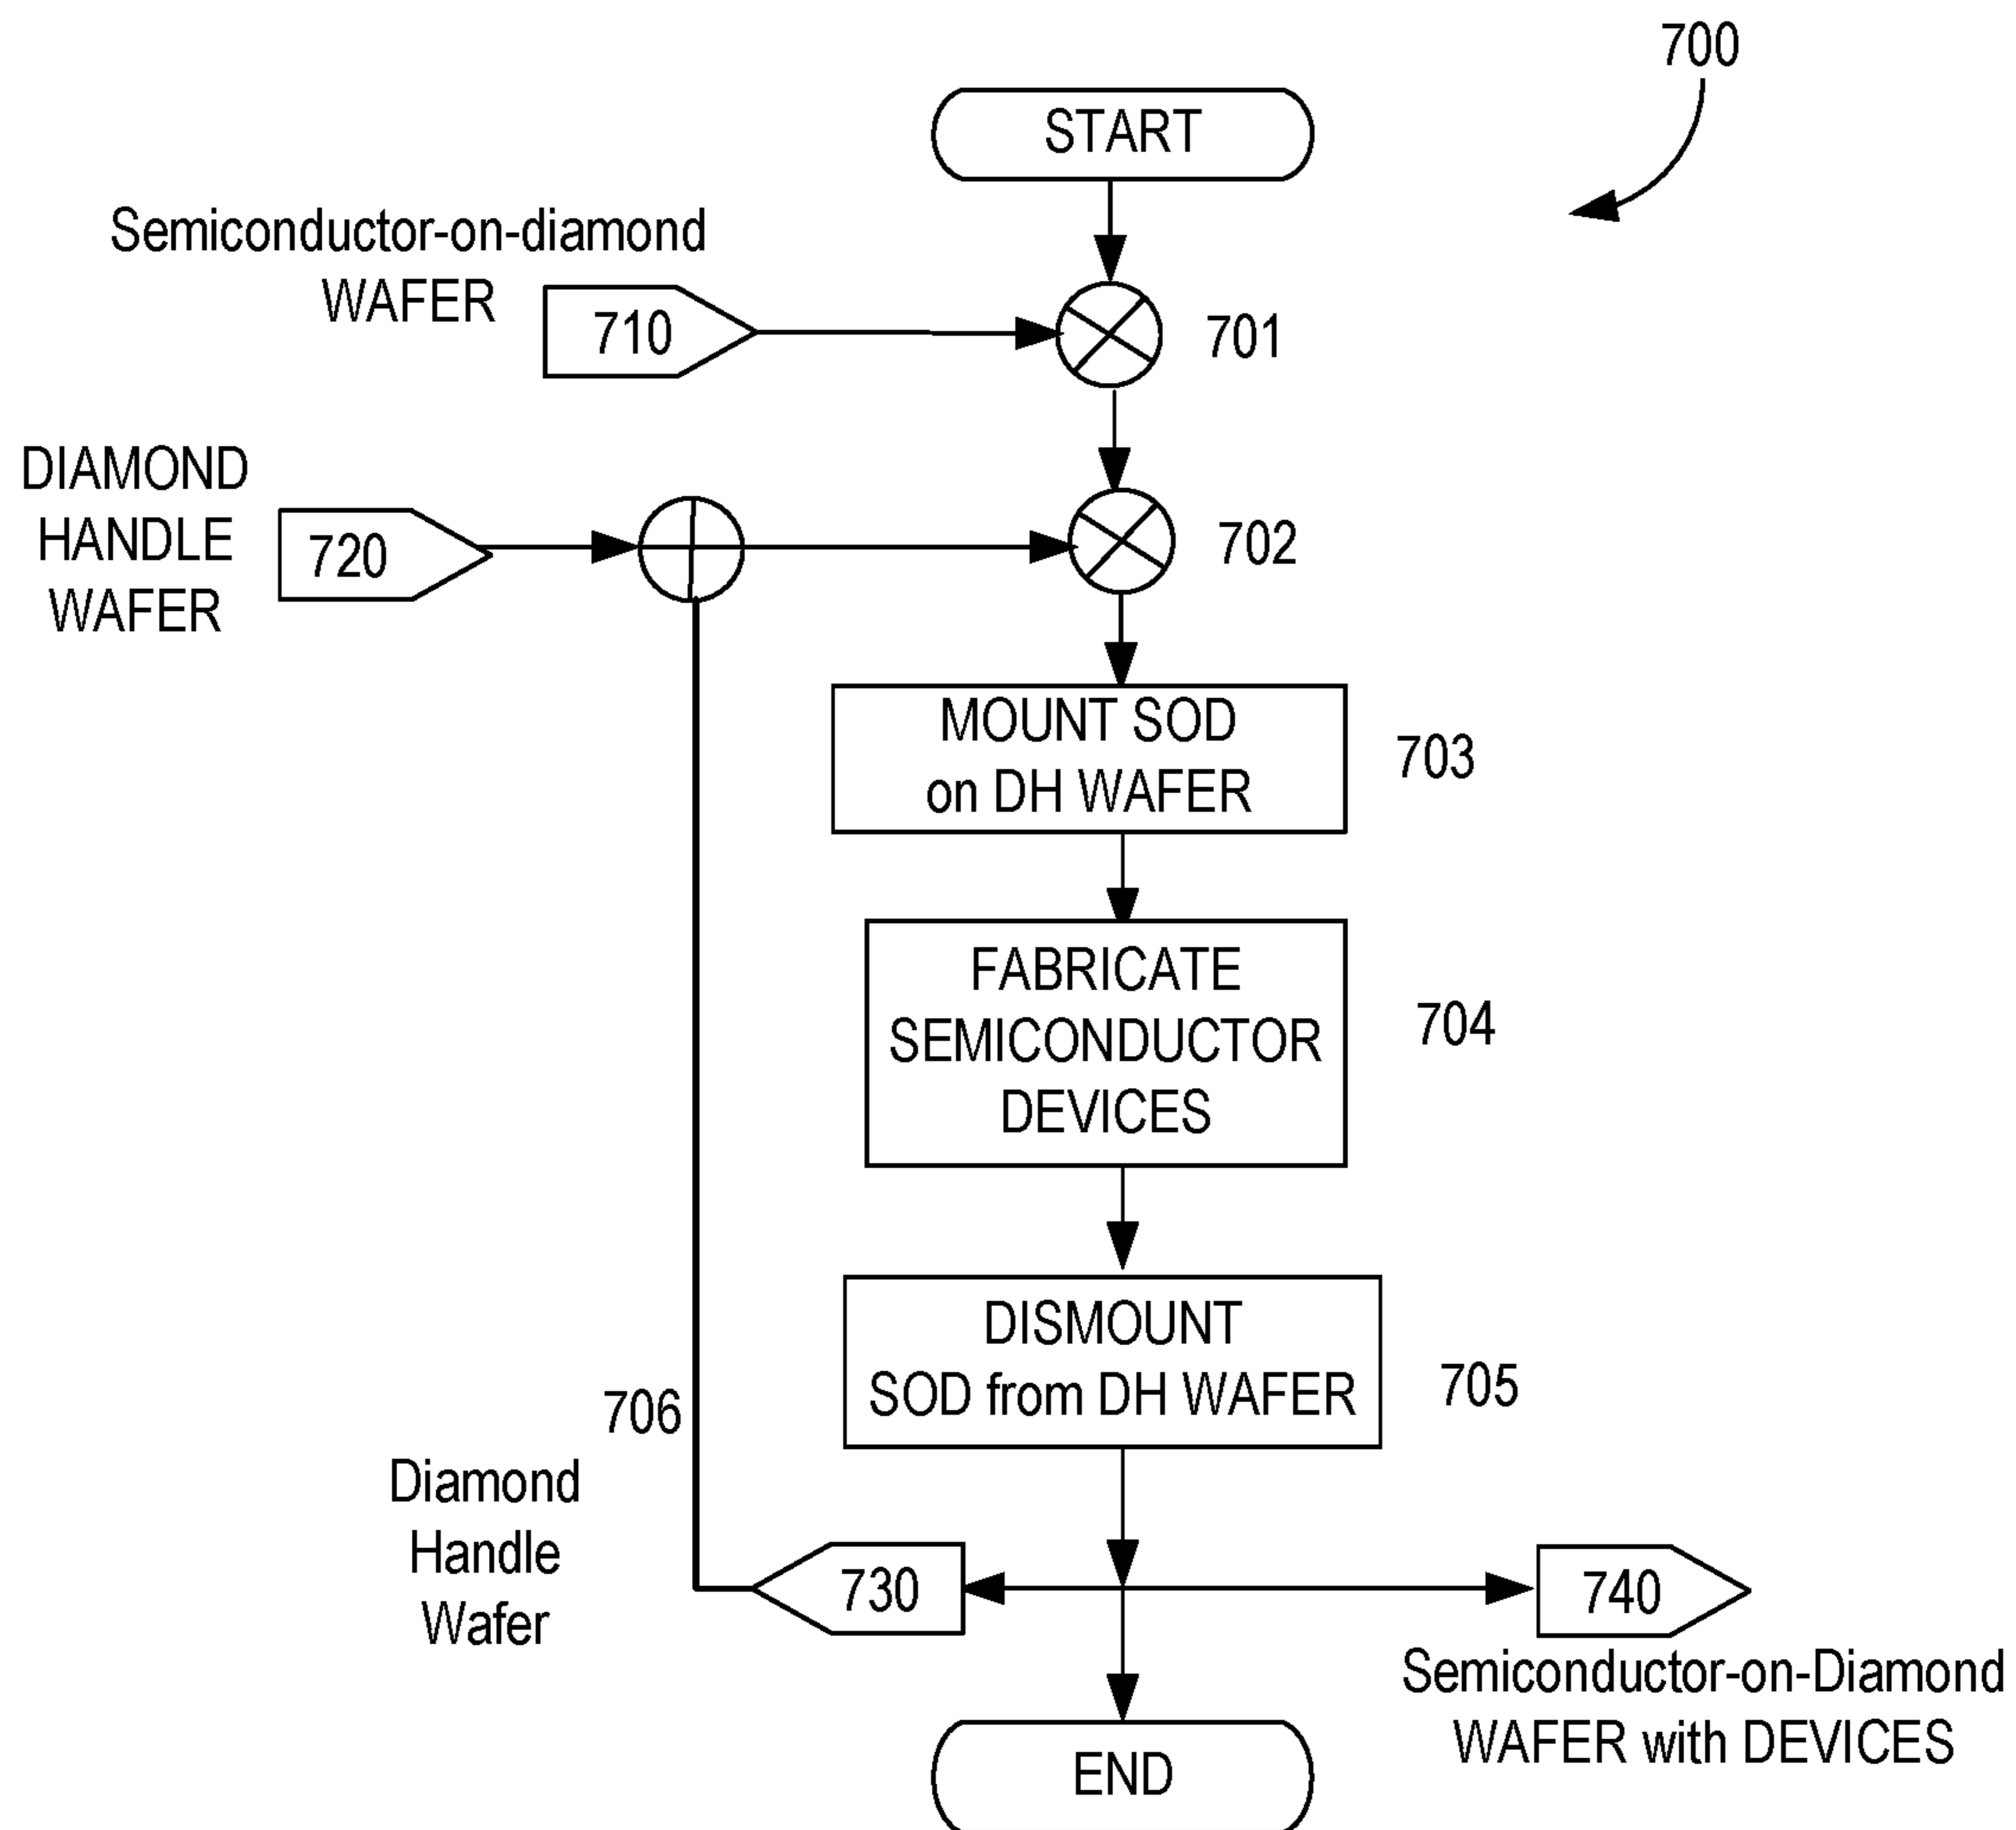 700
START
Semiconductor-on-diamond
WAFER
710
701
DIAMOND
HANDLE
WAFER
720
702
MOUNT SOD
on DH WAFER
703
FABRICATE
SEMICONDUCTOR
DEVICES
704
DISMOUNT
SOD from DH WAFER
705
706
Diamond
Handle
Wafer
730
740
Semiconductor-on-Diamond
WAFER with DEVICES
END